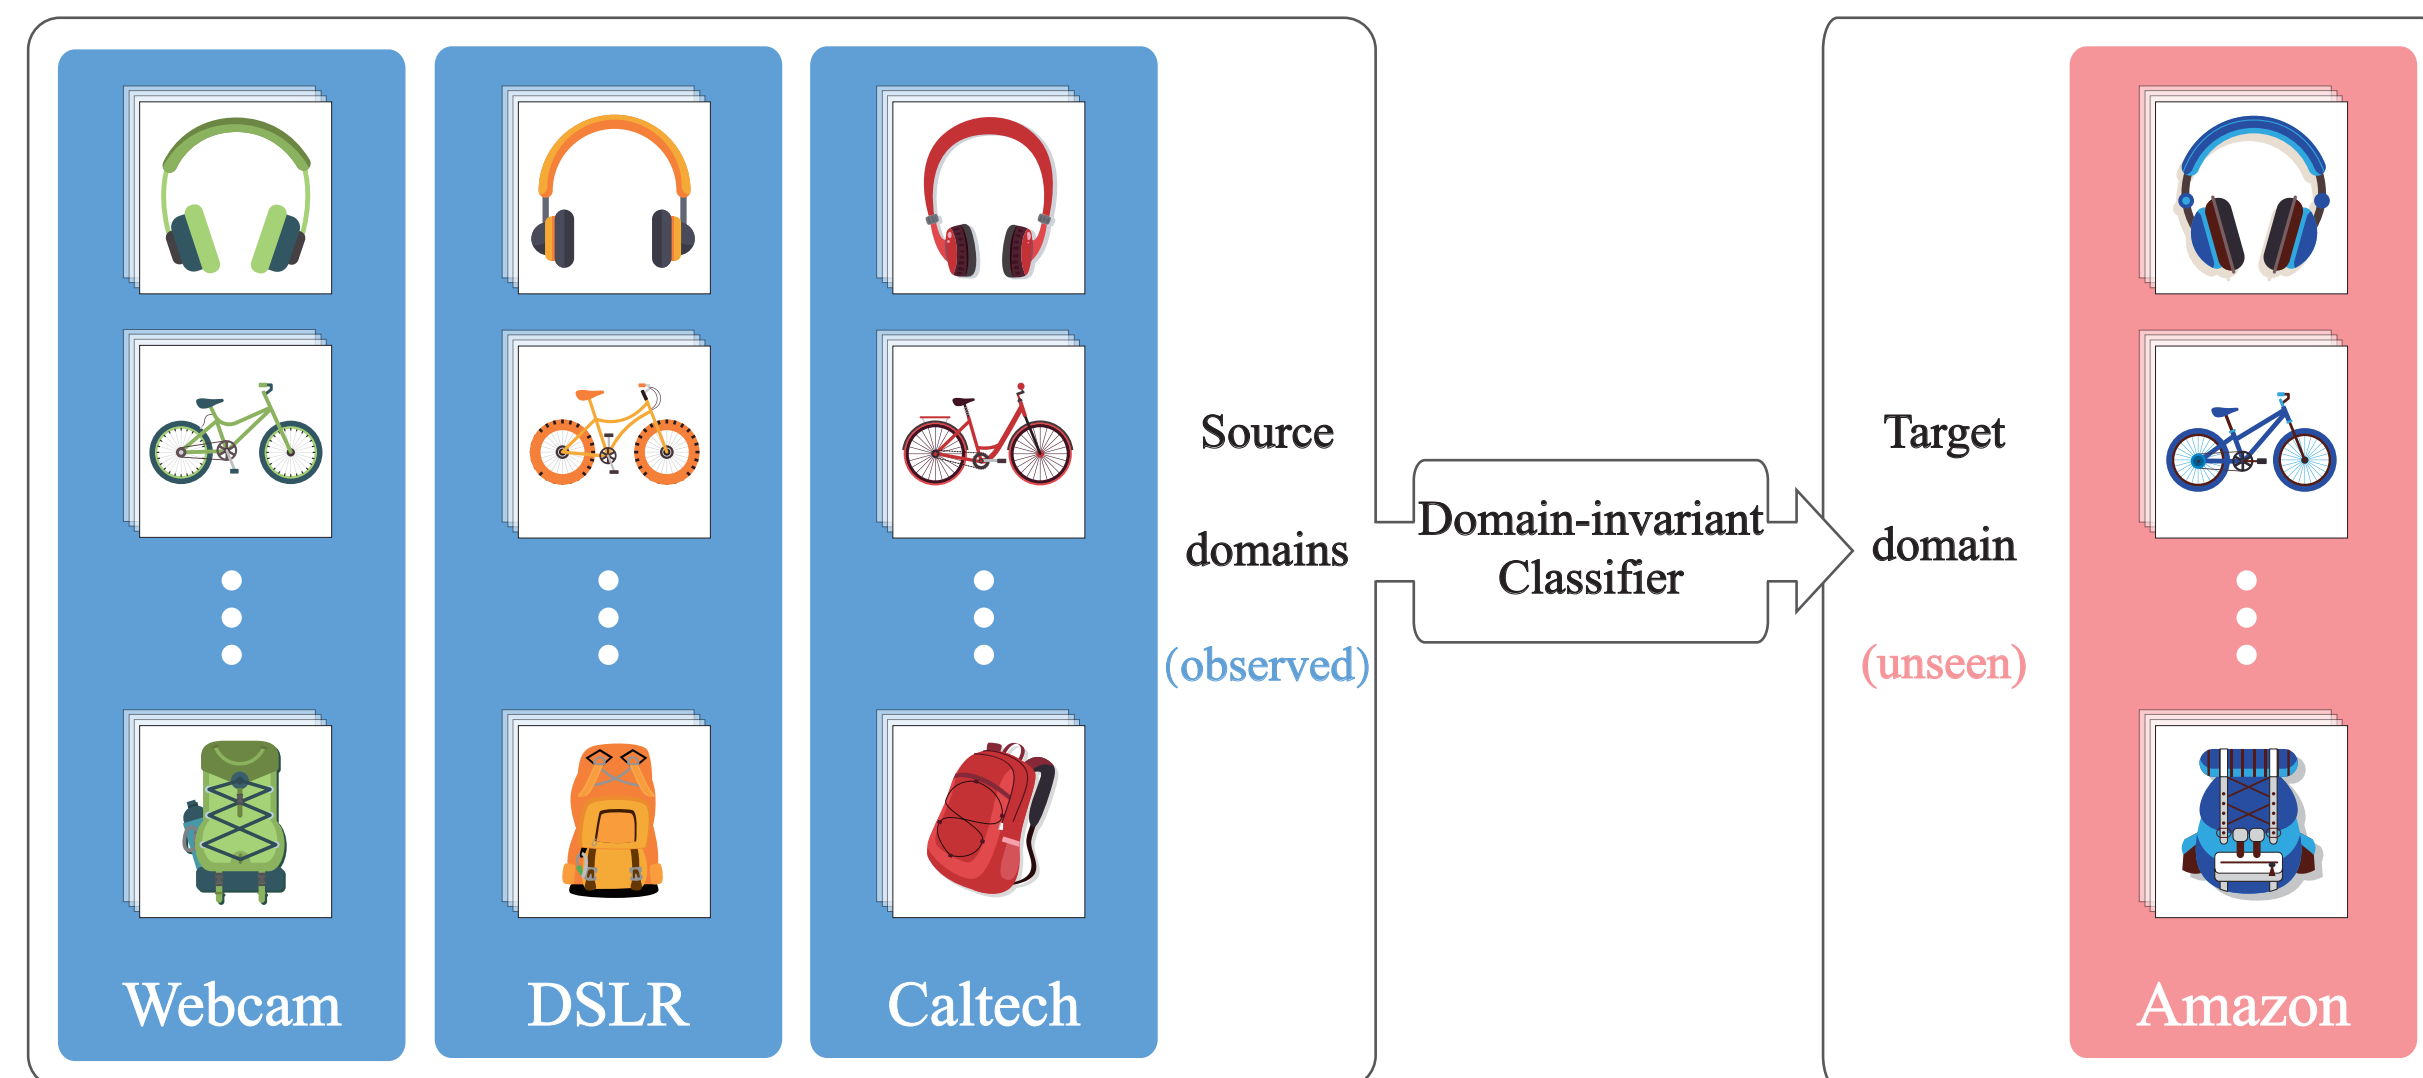 Webcam
DSLR
Caltech
Source
domains
(observed)
Domain-invariant
Classifier
Target
domain
(unseen)
Amazon